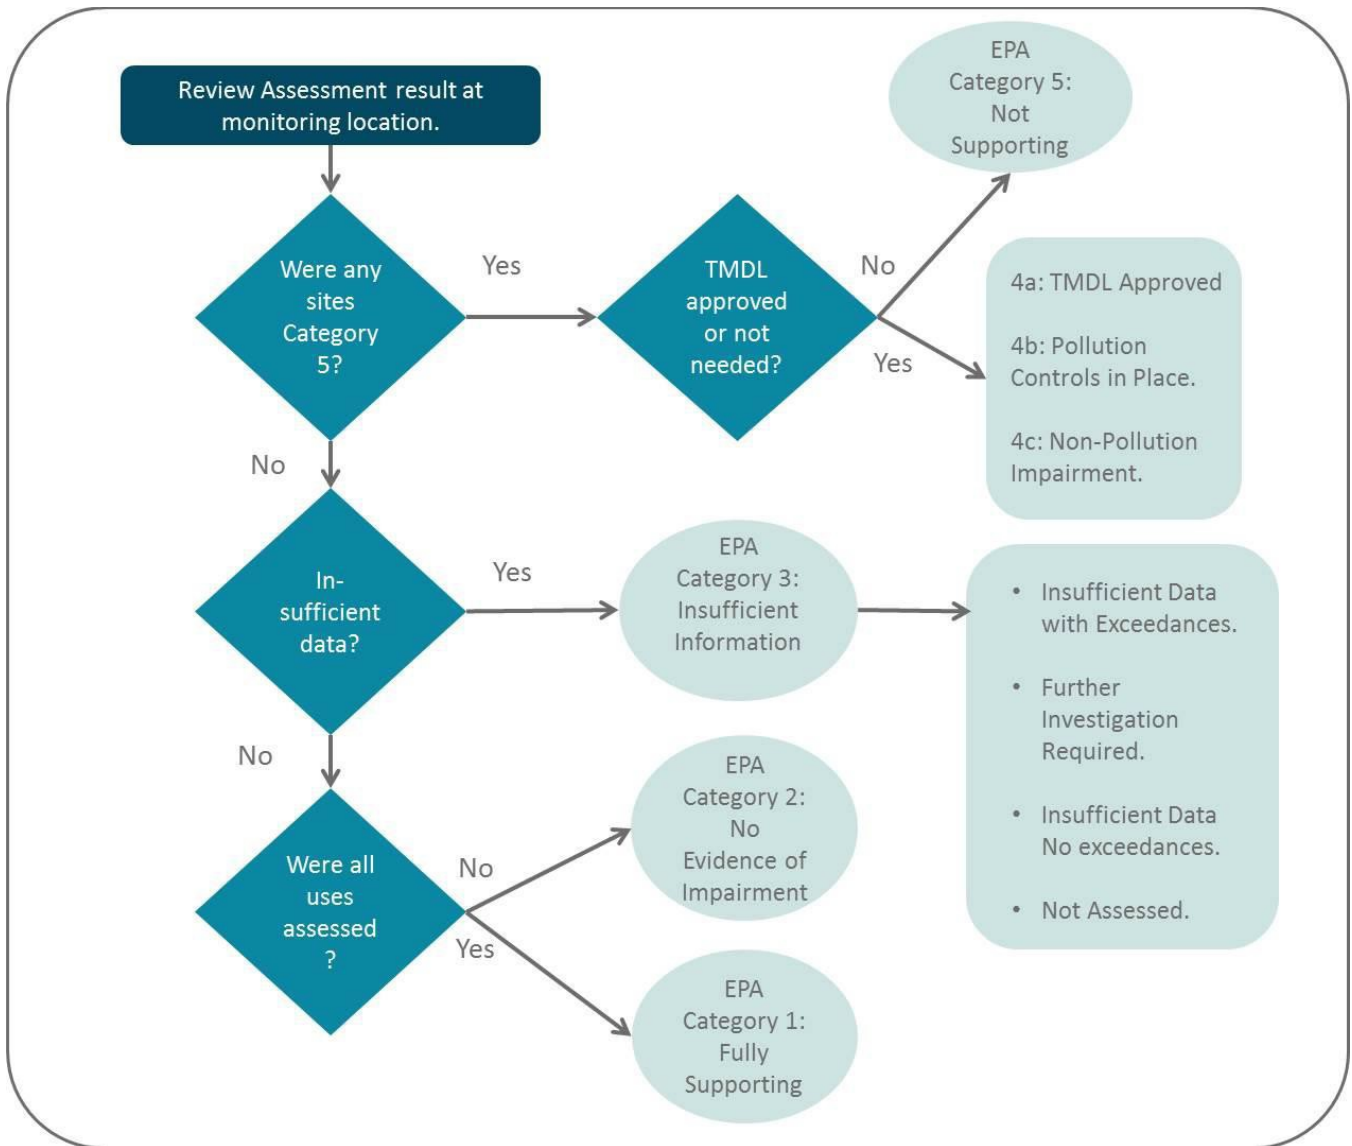 Review Assessment result at
monitoring location.
EPA
Category 5:
Not
Supporting
Were any
sites
Category
5?
Yes
TMDL
approved
or not
needed?
No
Yes
4a: TMDL Approved
4b: Pollution
Controls in Place.
4c: Non-Pollution
Impairment.
No
In-
sufficient
data?
Yes
EPA
Category 3:
Insufficient
Information
• Insufficient Data
with Exceedances.
• Further
Investigation
Required.
• Insufficient Data
No exceedances.
• Not Assessed.
No
Were all
uses
assessed
?
No
Yes
EPA
Category 2:
No
Evidence of
Impairment
EPA
Category 1:
Fully
Supporting